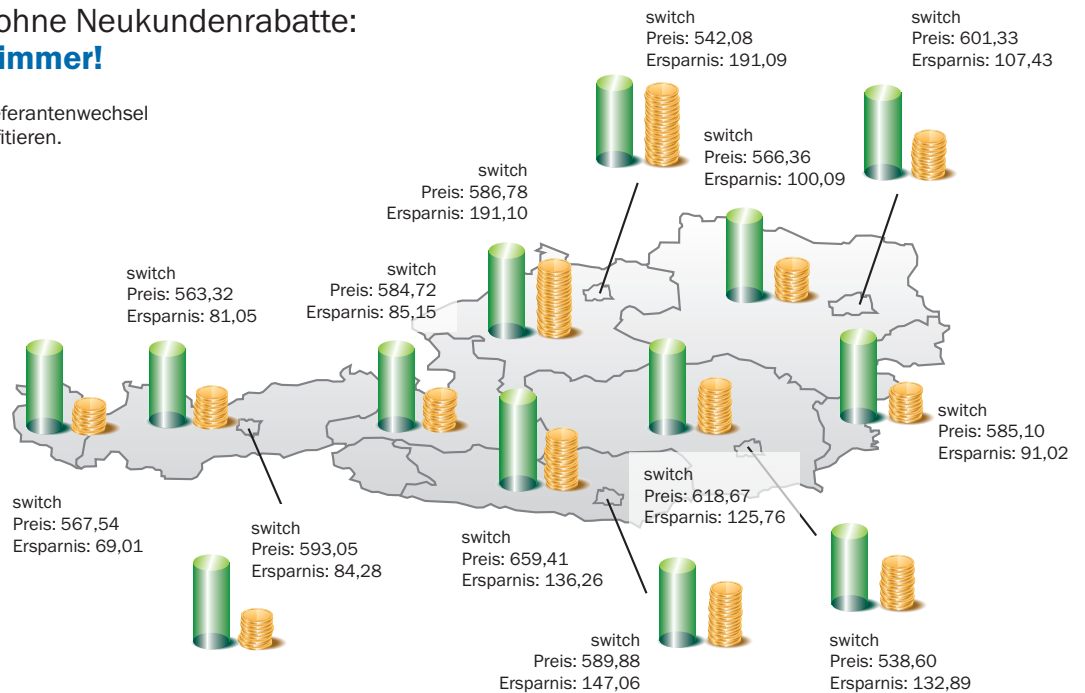 ohne Neukundenrabatte:
immer!
eferantenwechsel
fitieren.
switch
Preis: 542,08
Ersparnis: 191,09
switch
Preis: 601,33
Ersparnis: 107,43
switch
Preis: 566,36
Ersparnis: 100,09
switch
Preis: 586,78
Ersparnis: 191,10
switch
Preis: 563,32
Ersparnis: 81,05
switch
Preis: 584,72
Ersparnis: 85,15
switch
Preis: 585,10
Ersparnis: 91,02
switch
Preis: 618,67
Ersparnis: 125,76
switch
Preis: 567,54
Ersparnis: 69,01
switch
Preis: 593,05
Ersparnis: 84,28
switch
Preis: 659,41
Ersparnis: 136,26
switch
Preis: 589,88
Ersparnis: 147,06
switch
Preis: 538,60
Ersparnis: 132,89